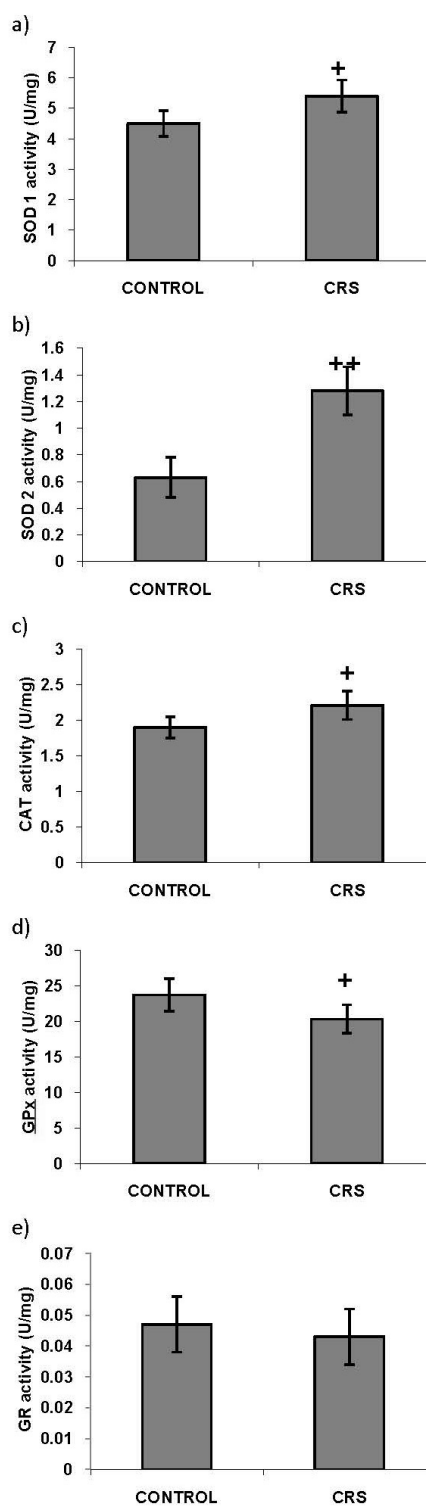 a)
SOD 1 activity (U/mg)
7
6
5
4
3
2
1
0
+
CONTROL CRS
b)
SOD 2 activity (U/mg)
1.6
1.4
1.2
1
0.8
0.6
0.4
0.2
0
++
CONTROL CRS
c)
CAT activity (U/mg)
3
2.5
2
1.5
1
0.5
0
+
CONTROL CRS
d)
GPx activity (U/mg)
30
25
20
15
10
5
0
+
CONTROL CRS
e)
GR activity (U/mg)
0.07
0.06
0.05
0.04
0.03
0.02
0.01
0
CONTROL CRS